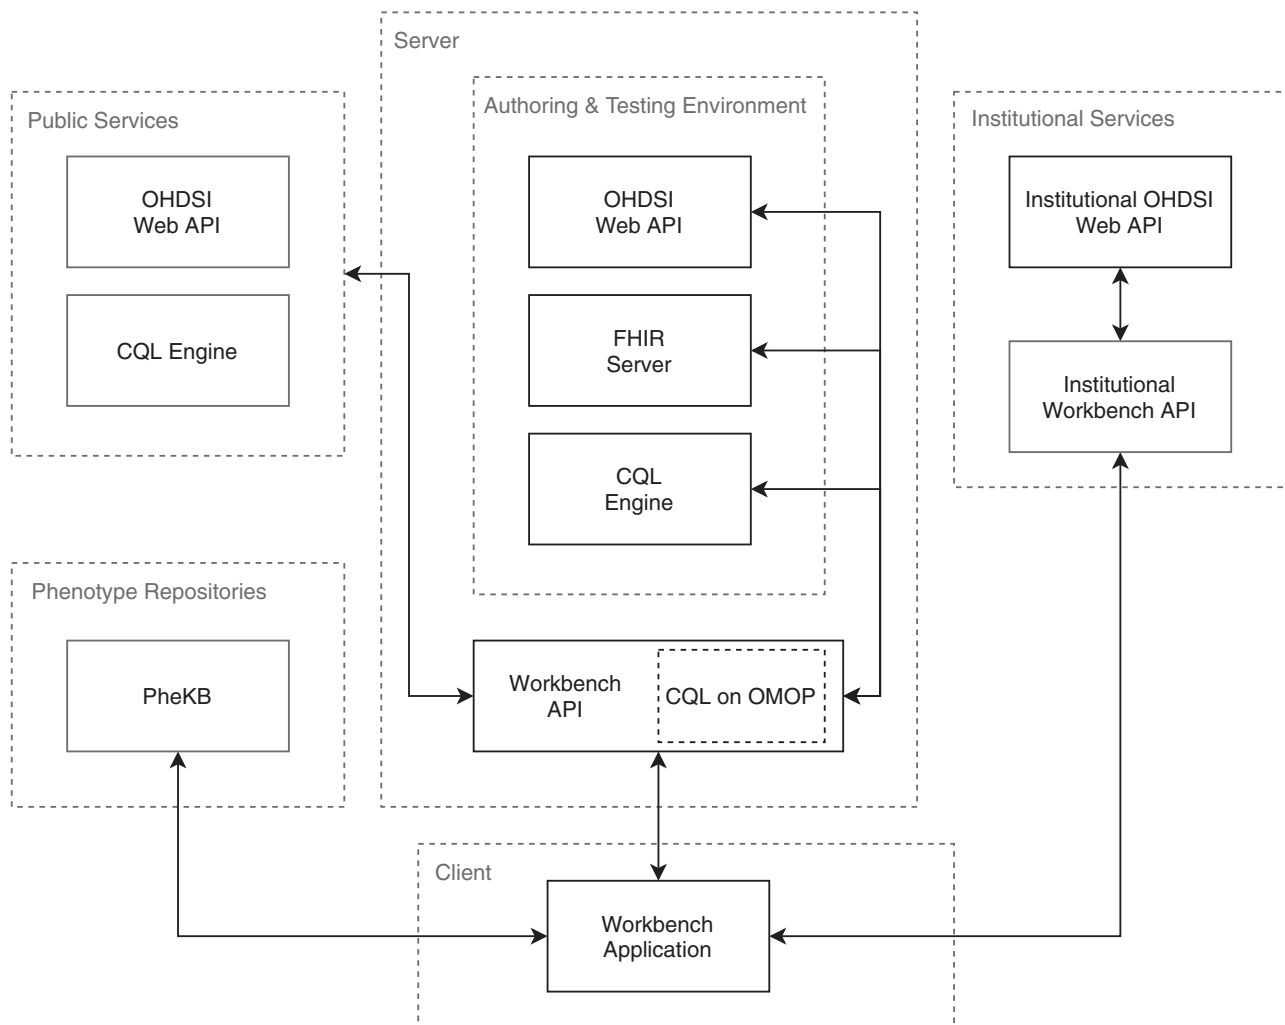 Server
Public Services
OHDSI
Web API
CQL Engine
Authoring & Testing Environment
OHDSI
Web API
FHIR
Server
CQL
Engine
Institutional Services
Institutional OHDSI
Web API
Institutional
Workbench API
Phenotype Repositories
PheKB
Workbench
API
CQL on OMOP
Client
Workbench
Application